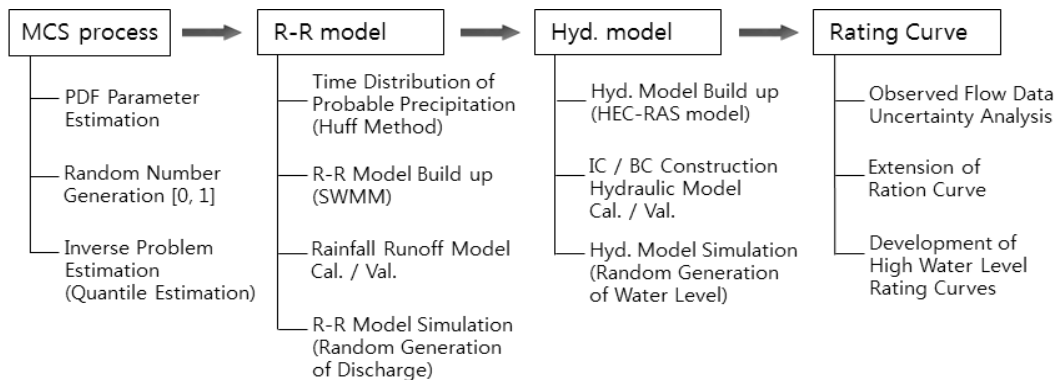 MCS process
PDF Parameter
Estimation
Random Number
Generation [0, 1]
Inverse Problem
Estimation
(Quantile Estimation)
R-R model
Time Distribution of
Probable Precipitation
(Huff Method)
R-R Model Build up
(SWMM)
Rainfall Runoff Model
Cal. / Val.
R-R Model Simulation
(Random Generation
of Discharge)
Hyd. model
Hyd. Model Build up
(HEC-RAS model)
IC / BC Construction
Hydraulic Model
Cal. / Val.
Hyd. Model Simulation
(Random Generation
of Water Level)
Rating Curve
Observed Flow Data
Uncertainty Analysis
Extension of
Ration Curve
Development of
High Water Level
Rating Curves